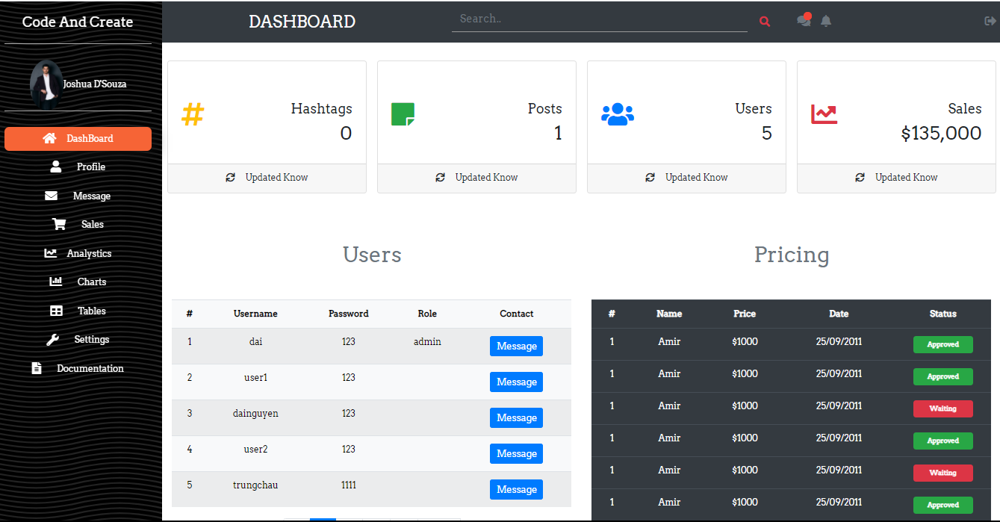 Code And Create
DASHBOARD
Search..
Joshua D'Souza
DashBoard
Profile
Message
Sales
Analystics
Charts
Tables
Settings
Documentation
Hashtags
0
Updated Know
Posts
1
Updated Know
Users
5
Updated Know
Sales
$135,000
Updated Know
Users
# Username Password Role Contact
1 dai 123 admin Message
2 user1 123 Message
3 dainguyen 123 Message
4 user2 123 Message
5 trungchau 1111 Message
Pricing
# Name Price Date Status
1 Amir $1000 25/09/2011 Approved
1 Amir $1000 25/09/2011 Approved
1 Amir $1000 25/09/2011 Waiting
1 Amir $1000 25/09/2011 Approved
1 Amir $1000 25/09/2011 Waiting
1 Amir $1000 25/09/2011 Approved